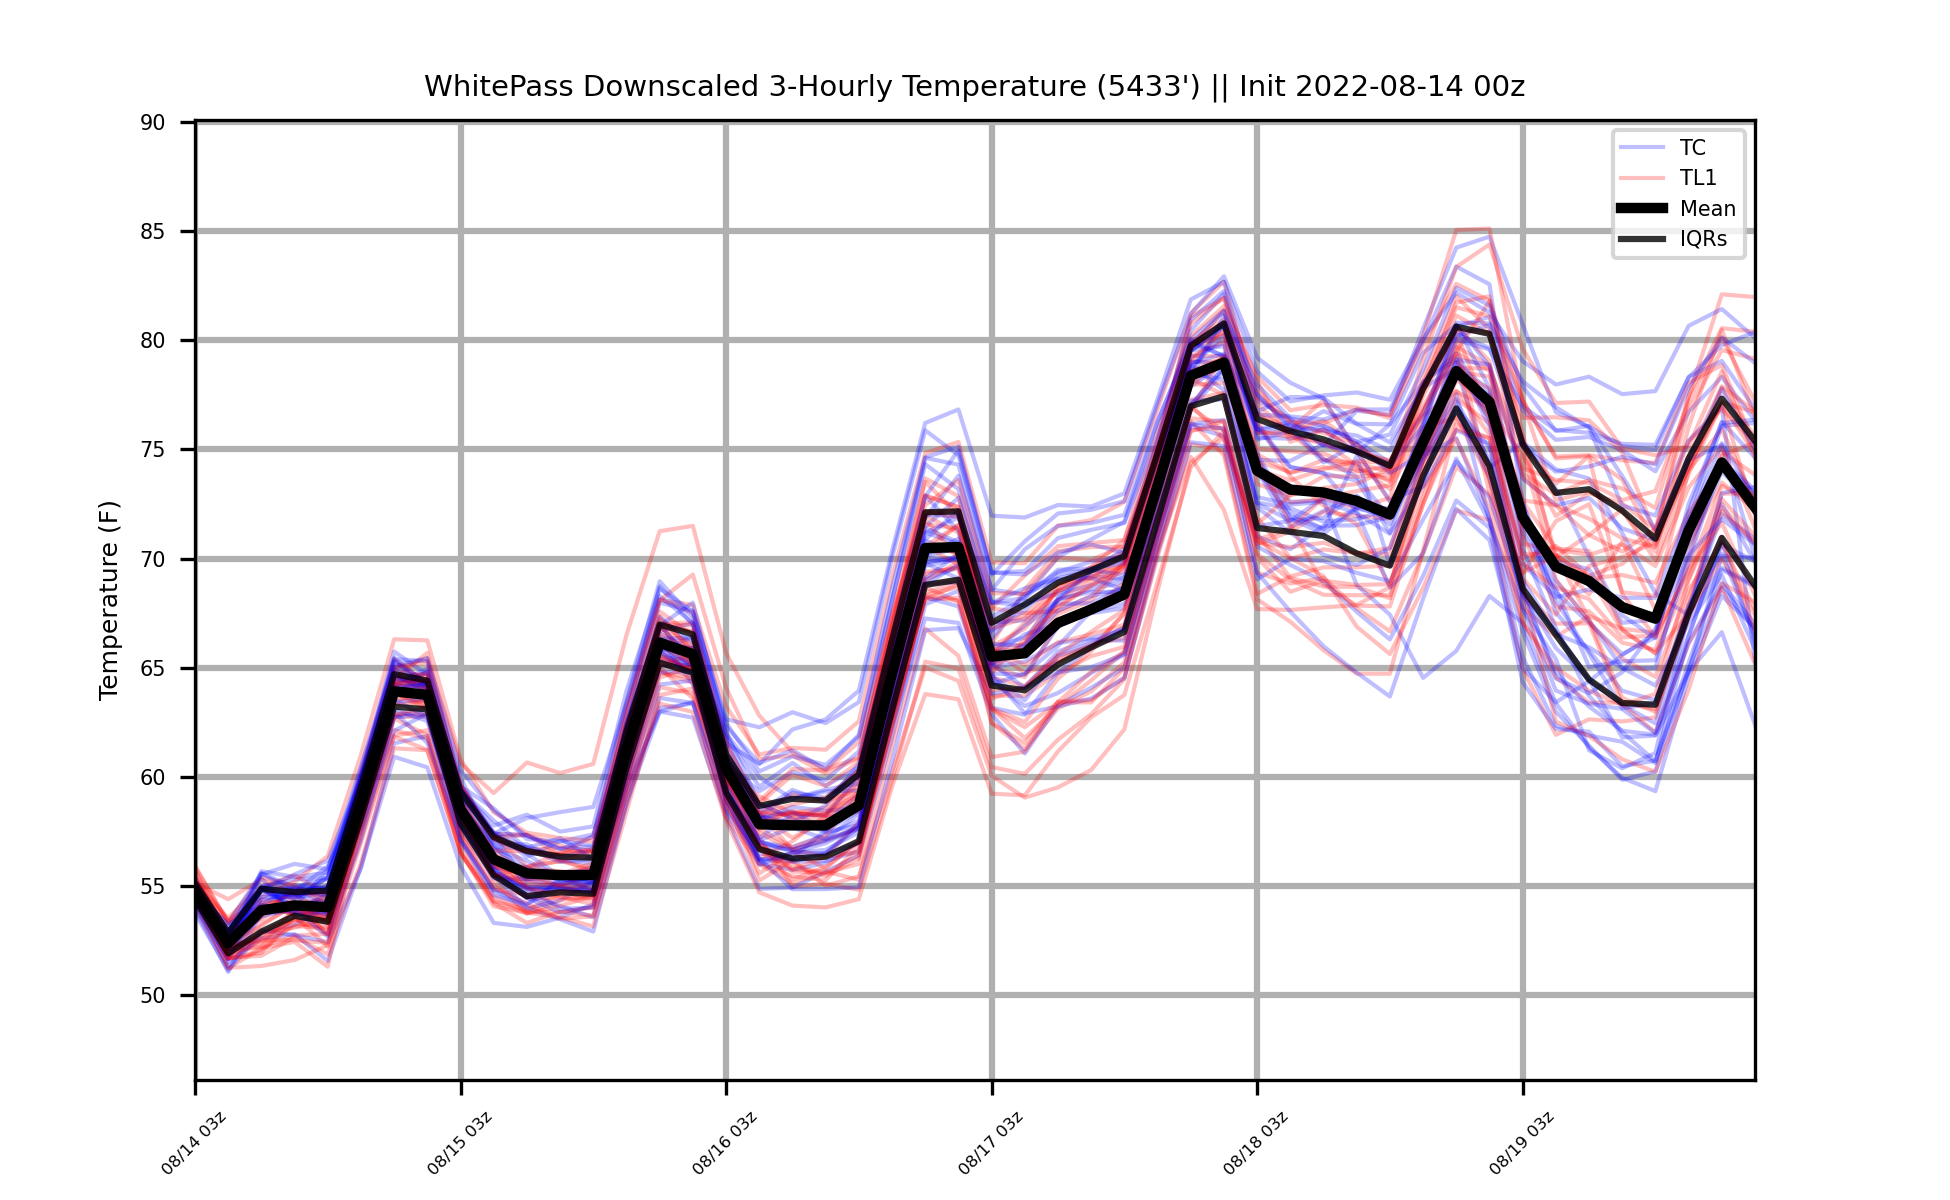 WhitePass Downscaled 3-Hourly Temperature (5433') || Init 2022-08-14 00z
90
85
80
75
70
65
60
55
50
Temperature (F)
TC
TL1
Mean
IQRs
08/14 03z
08/15 03z
08/16 03z
08/17 03z
08/18 03z
08/19 03z